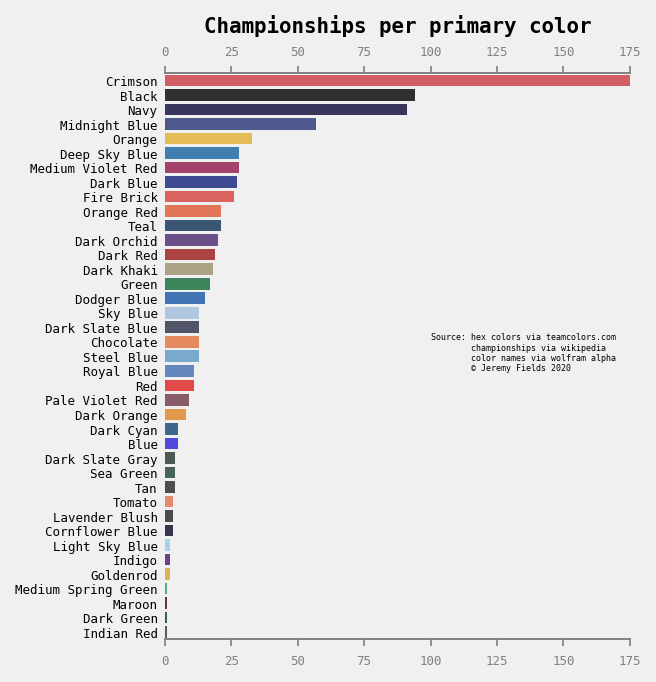 Championships per primary color
0 25 50 75 100 125 150 175
Crimson
Black
Navy
Midnight Blue
Orange
Deep Sky Blue
Medium Violet Red
Dark Blue
Fire Brick
Orange Red
Teal
Dark Orchid
Dark Red
Dark Khaki
Green
Dodger Blue
Sky Blue
Dark Slate Blue
Chocolate
Steel Blue
Royal Blue
Red
Pale Violet Red
Dark Orange
Dark Cyan
Blue
Dark Slate Gray
Sea Green
Tan
Tomato
Lavender Blush
Cornflower Blue
Light Sky Blue
Indigo
Goldenrod
Medium Spring Green
Maroon
Dark Green
Indian Red
Source: hex colors via teamcolors.com
championships via wikipedia
color names via wolfram alpha
© Jeremy Fields 2020
0 25 50 75 100 125 150 175